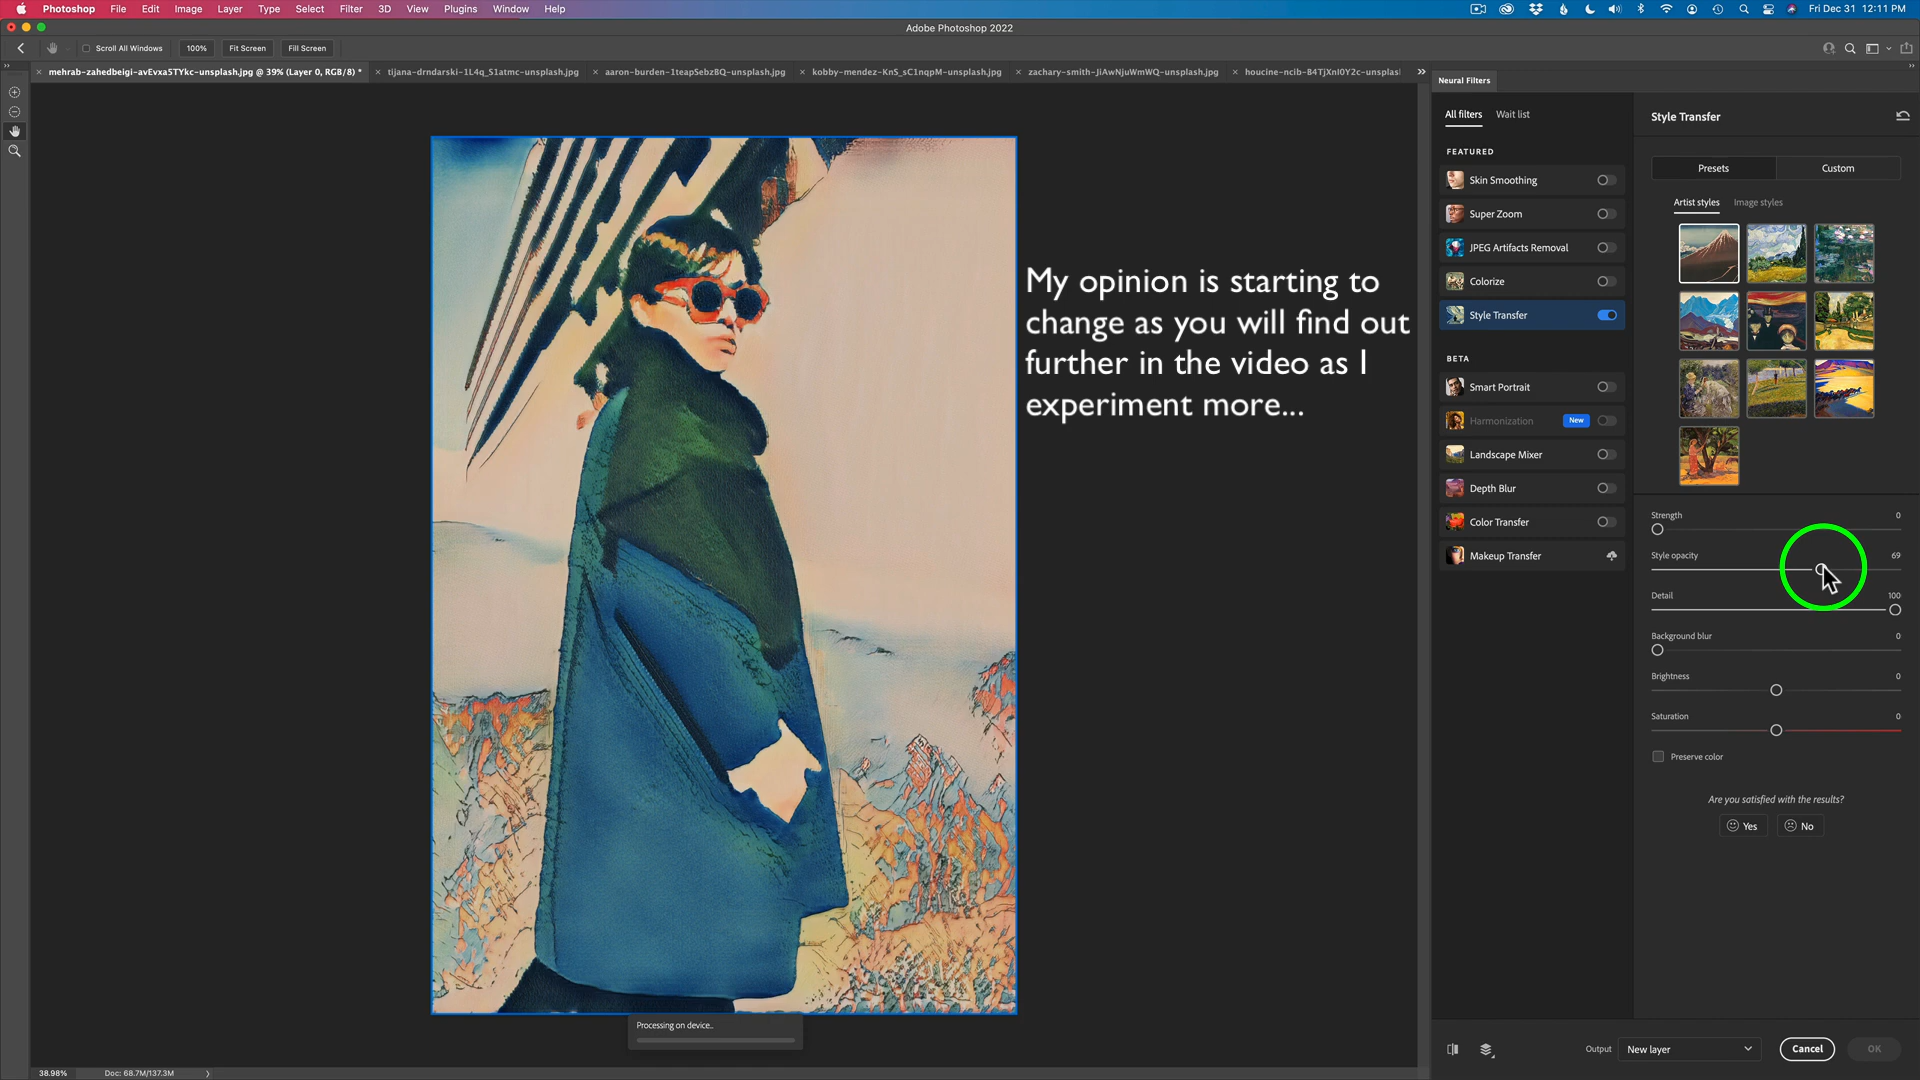 Photoshop File Edit Image Layer Type Select Filter 3D View Plugins Window Help Fri Dec 31 12:11 PM
Adobe Photoshop 2022
Scroll All Windows 100% Fit Screen Fill Screen
mehrab-zahedbeigi-avEvxa5TYkc-unsplash.jpg @ 39% (Layer 0, RGB/8) * tijana-drndarski-1L4q_S1atmc-unsplash.jpg aaron-burden-1teapSebzBQ-unsplash.jpg kobby-mendez-Kn5_sC1nqpM-unsplash.jpg zachary-smith-JiAwNjuWmWQ-unsplash.jpg houcine-ncib-B4TjXnI0Y2c-unsplas
Neural Filters
All filters Wait list
FEATURED
Skin Smoothing
Super Zoom
JPEG Artifacts Removal
Colorize
Style Transfer
BETA
Smart Portrait
Harmonization New
Landscape Mixer
Depth Blur
Color Transfer
Makeup Transfer
Style Transfer
Presets Custom
Artist styles Image styles
Strength 0
Style opacity 69
Detail 100
Background blur 0
Brightness 0
Saturation 0
Preserve color
Are you satisfied with the results?
Yes No
My opinion is starting to
change as you will find out
further in the video as I
experiment more...
Processing on device..
Output New layer Cancel OK
38.98% Doc: 68.7M/137.3M